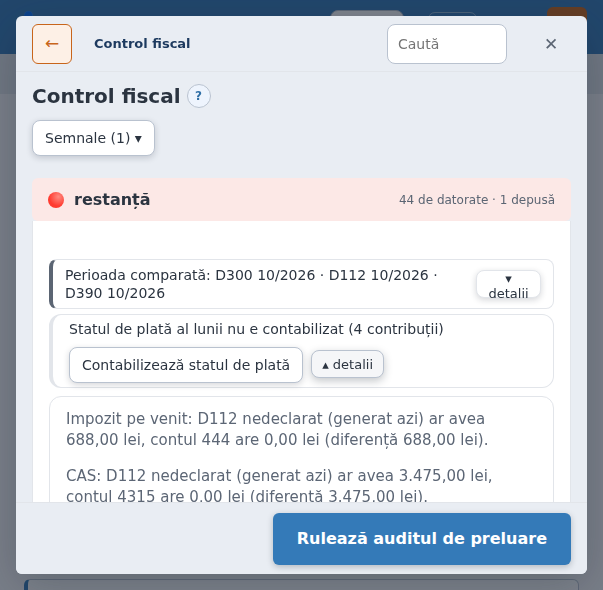 ← Control fiscal Caută ✕
Control fiscal ?
Semnale (1) ▾
restanță 44 de datorate · 1 depusă
Perioada comparată: D300 10/2026 · D112 10/2026 ·
D390 10/2026
▾
detalii
Statul de plată al lunii nu e contabilizat (4 contribuții)
Contabilizează statul de plată ▴ detalii
Impozit pe venit: D112 nedeclarat (generat azi) ar avea
688,00 lei, contul 444 are 0,00 lei (diferență 688,00 lei).
CAS: D112 nedeclarat (generat azi) ar avea 3.475,00 lei,
contul 4315 are 0,00 lei (diferență 3.475,00 lei).
Rulează auditul de preluare